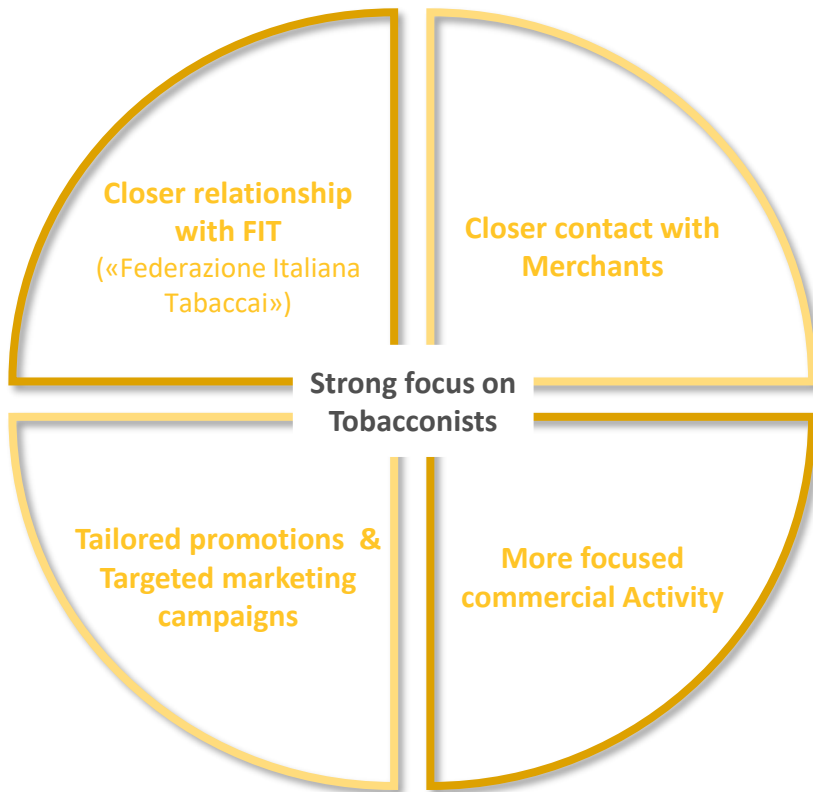 Closer relationship
with FIT
(«Federazione Italiana
Tabaccai»)
Closer contact with
Merchants
Strong focus on
Tobacconists
Tailored promotions &
Targeted marketing
campaigns
More focused
commercial Activity